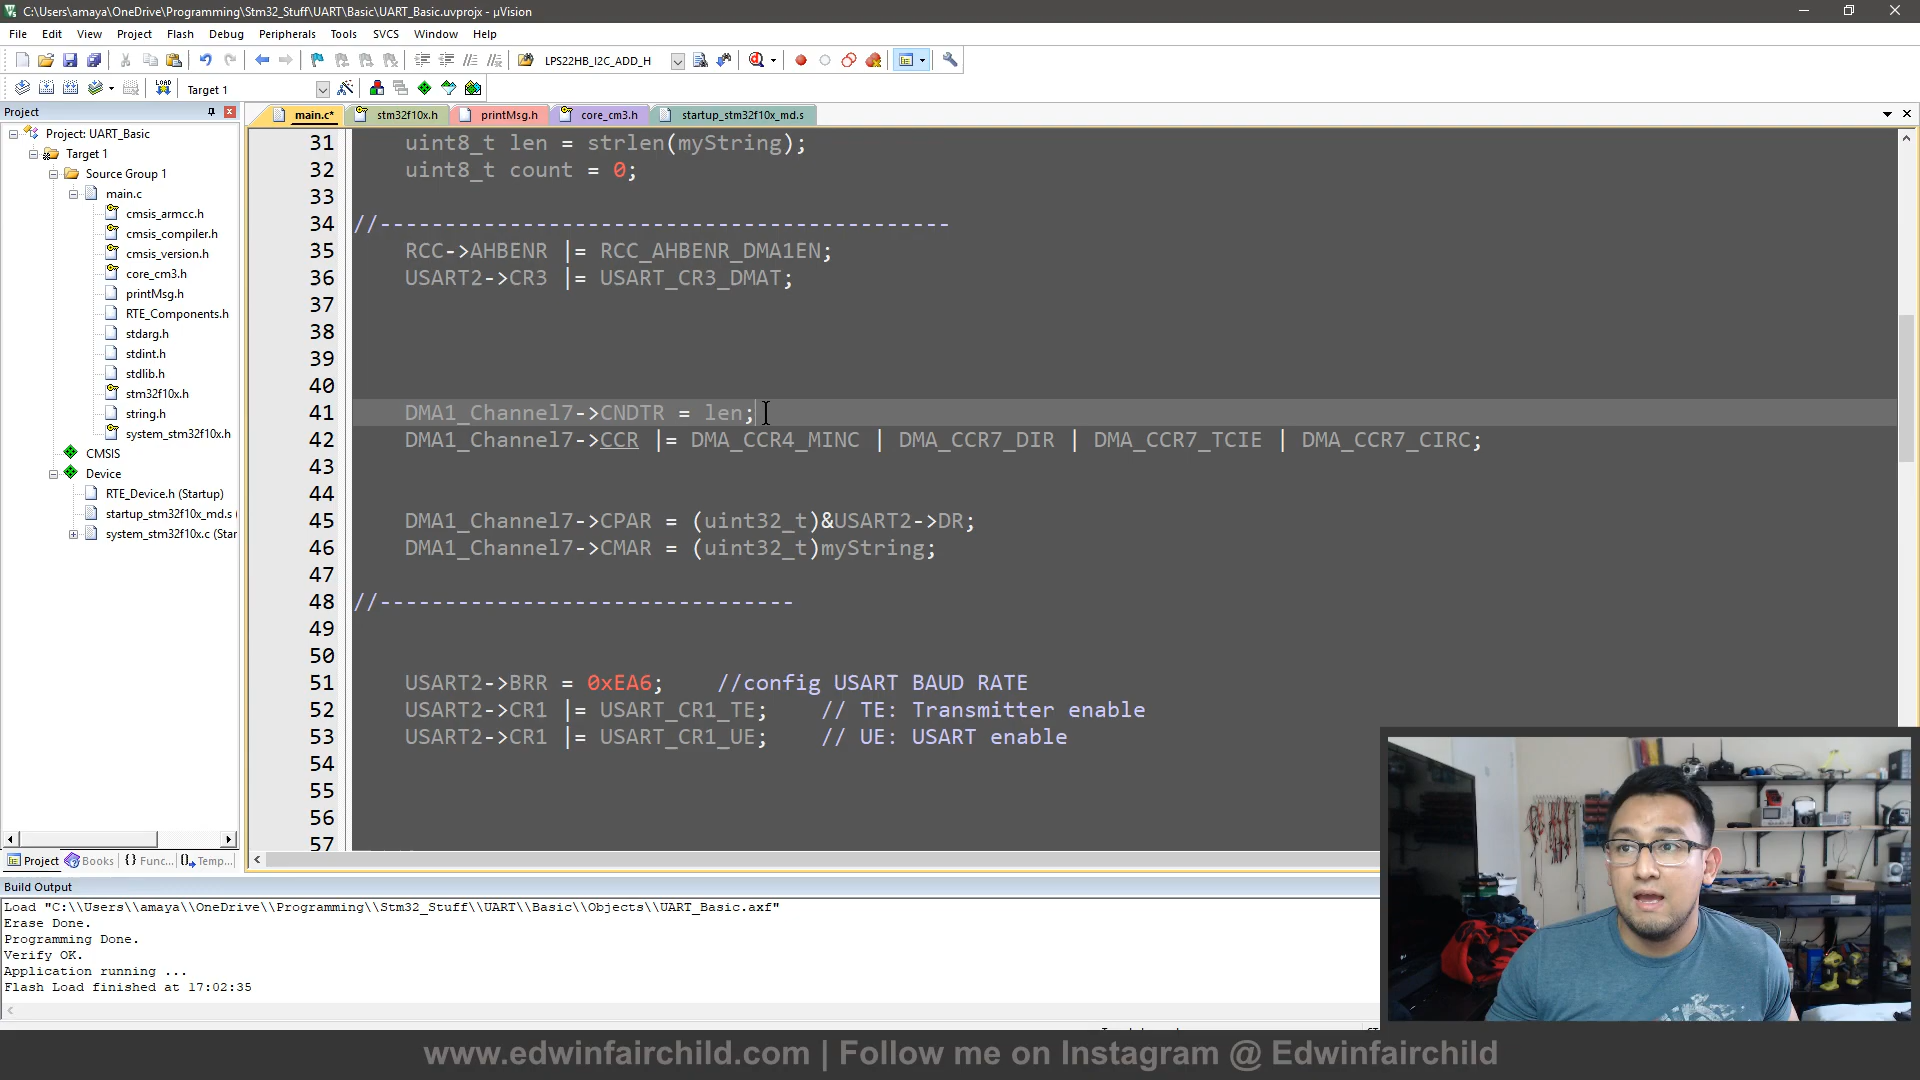 C:\Users\amaya\OneDrive\Programming\Stm32_Stuff\UART\Basic\UART_Basic.uvprojx - µVision
File Edit View Project Flash Debug Peripherals Tools SVCS Window Help
LPS22HB_I2C_ADD_H
LOAD Target 1
Project
main.c* stm32f10x.h printMsg.h core_cm3.h startup_stm32f10x_md.s
Project: UART_Basic
Target 1
Source Group 1
main.c
cmsis_armcc.h
cmsis_compiler.h
cmsis_version.h
core_cm3.h
printMsg.h
RTE_Components.h
stdarg.h
stdint.h
stdlib.h
stm32f10x.h
string.h
system_stm32f10x.h
CMSIS
Device
RTE_Device.h (Startup)
startup_stm32f10x_md.s (
system_stm32f10x.c (Star
Project Books {} Func... Temp...
31 uint8_t len = strlen(myString);
32 uint8_t count = 0;
33
34 //--------------------------------------------
35 RCC->AHBENR |= RCC_AHBENR_DMA1EN;
36 USART2->CR3 |= USART_CR3_DMAT;
37
38
39
40
41 DMA1_Channel7->CNDTR = len;
42 DMA1_Channel7->CCR |= DMA_CCR4_MINC | DMA_CCR7_DIR | DMA_CCR7_TCIE | DMA_CCR7_CIRC;
43
44
45 DMA1_Channel7->CPAR = (uint32_t)&USART2->DR;
46 DMA1_Channel7->CMAR = (uint32_t)myString;
47
48 //--------------------------------
49
50
51 USART2->BRR = 0xEA6; //config USART BAUD RATE
52 USART2->CR1 |= USART_CR1_TE; // TE: Transmitter enable
53 USART2->CR1 |= USART_CR1_UE; // UE: USART enable
54
55
56
57
Build Output
Load "C:\\Users\\amaya\\OneDrive\\Programming\\Stm32_Stuff\\UART\\Basic\\Objects\\UART_Basic.axf"
Erase Done.
Programming Done.
Verify OK.
Application running ...
Flash Load finished at 17:02:35
www.edwinfairchild.com | Follow me on Instagram @ Edwinfairchild